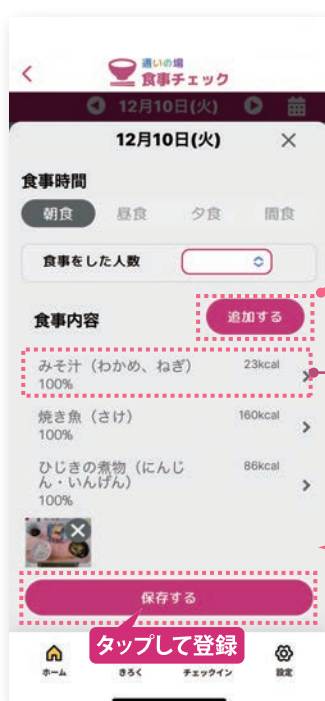 通いの場
食事チェック
12月10日(火)
12月10日(火)
食事時間
朝食 昼食 夕食 間食
食事をした人数
食事内容 追加する
みそ汁（わかめ、ねぎ） 23kcal
100%
焼き魚（さけ） 160kcal
100%
ひじきの煮物（にんじ 86kcal
ん・いんげん）
100%
保存する
タップして登録
ホーム きろく チェックイン 設定